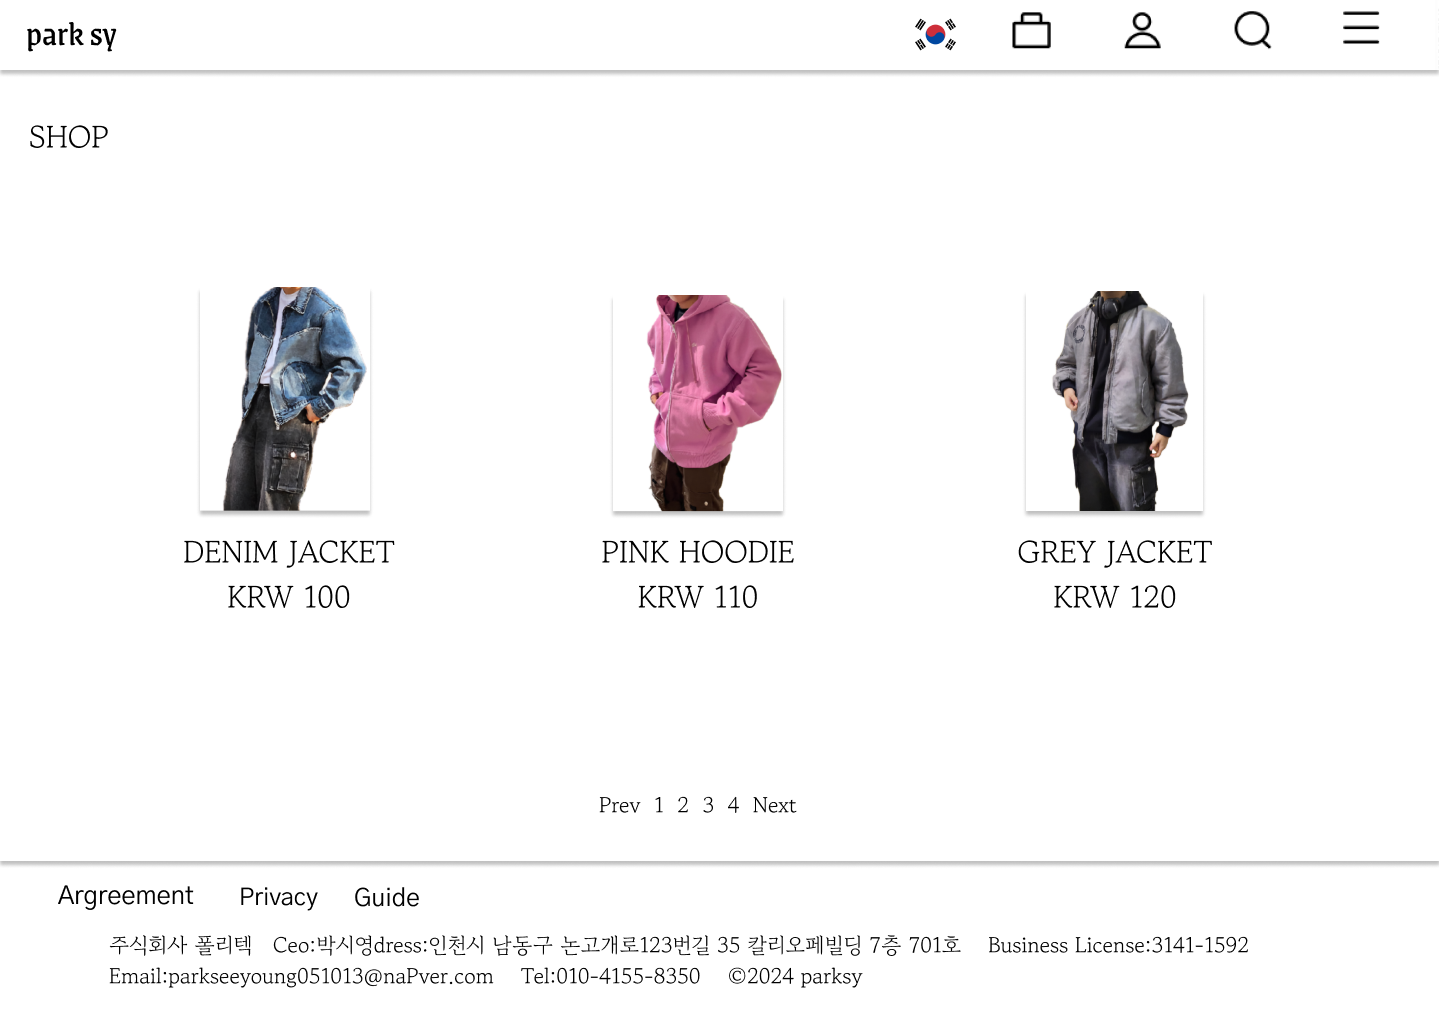 park sy
SHOP
DENIM JACKET
KRW 100
PINK HOODIE
KRW 110
GREY JACKET
KRW 120
Prev 1 2 3 4 Next
Argreement Privacy Guide
주식회사 폴리텍 Ceo:박시영dress:인천시 남동구 논고개로123번길 35 칼리오페빌딩 7층 701호 Business License:3141-1592
Email:parkseeyoung051013@naPver.com Tel:010-4155-8350 ©2024 parksy